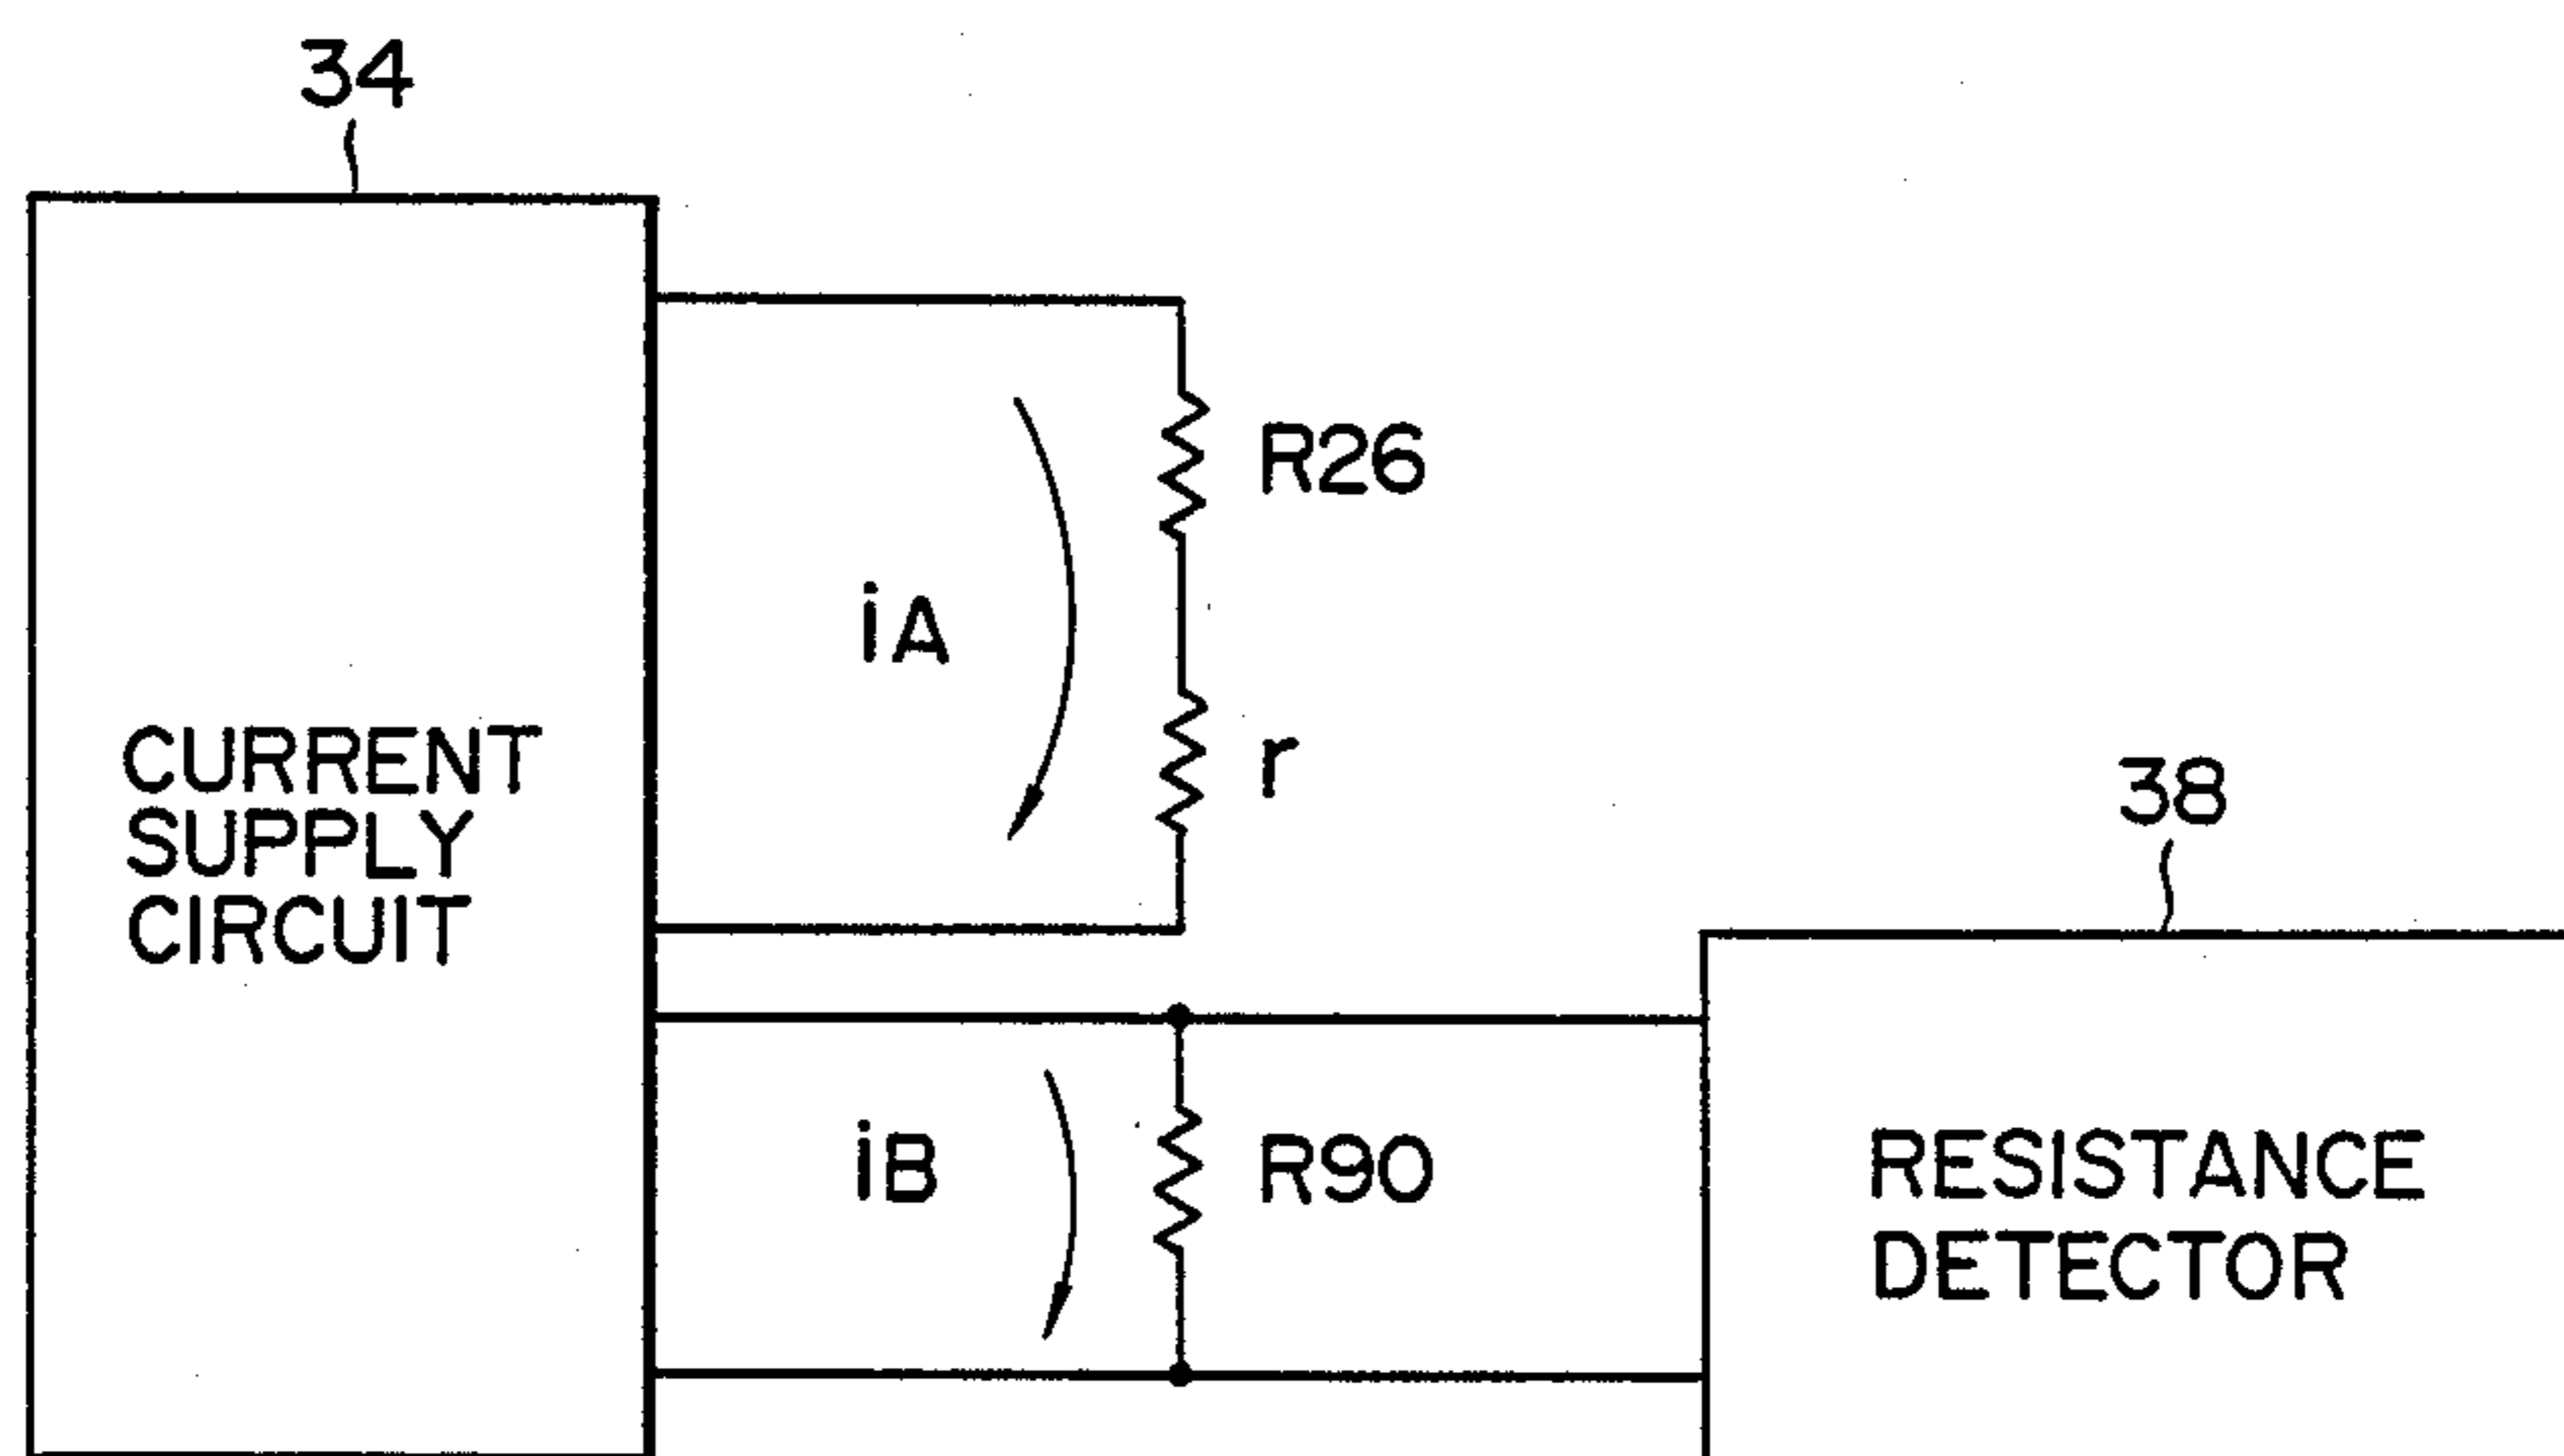 34
R26
iA
r
CURRENT
SUPPLY
CIRCUIT
38
iB
R90
RESISTANCE
DETECTOR